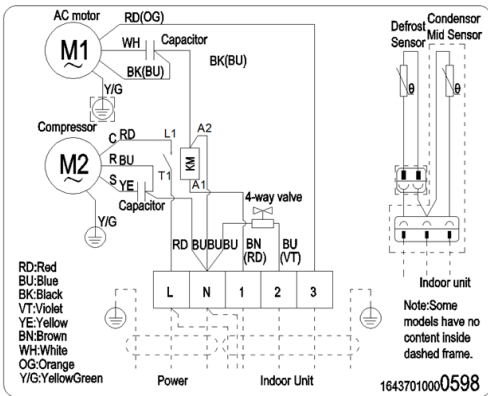 AC motor
RD(OG)
M1
~
WH
Capacitor
BK(BU)
BK(BU)
Y/G
Defrost
Sensor
Condensor
Mid Sensor
θ
θ
Compressor
C RD
L1
A2
M2
~
R BU
KM
T1
S YE
A1
Capacitor
4-way valve
Y/G
RD BUBUBU
BN
(RD)
BU
(VT)
RD:Red
BU:Blue
BK:Black
VT:Violet
YE:Yellow
BN:Brown
WH:White
OG:Orange
Y/G:YellowGreen
L N 1 2 3
Power
Indoor Unit
Indoor unit
Note:Some
models have no
content inside
dashed frame.
16437010000598